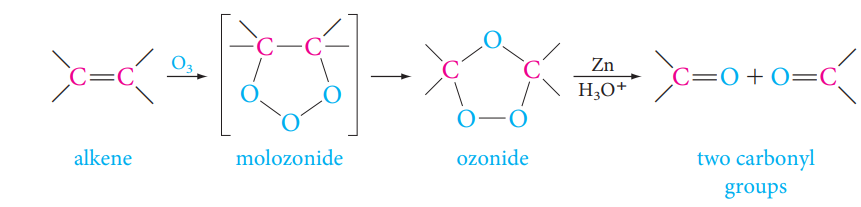 C=C
O₃
C—C
O O
O
O
C C
O—O
Zn
H₃O⁺
C=O + O=C
alkene
molozonide
ozonide
two carbonyl
groups